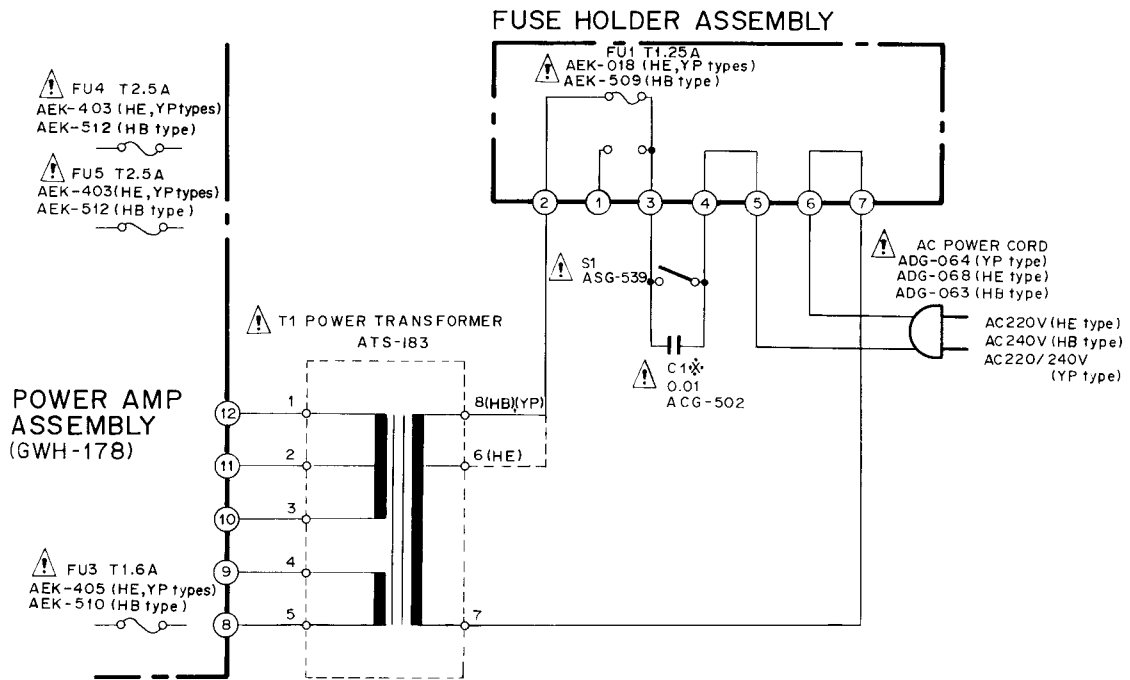 FUSE HOLDER ASSEMBLY
FU1 T1.25A
AEK-018 (HE,YP types)
AEK-509 (HB type)
FU4 T2.5A
AEK-403 (HE,YP types)
AEK-512 (HB type)
FU5 T2.5A
AEK-403 (HE,YP types)
AEK-512 (HB type)
2 1 3 4 5 6 7
S1
ASG-539
AC POWER CORD
ADG-064 (YP type)
ADG-068 (HE type)
ADG-063 (HB type)
AC220V (HE type)
AC240V (HB type)
AC220/240V
(YP type)
C1※
0.01
ACG-502
T1 POWER TRANSFORMER
ATS-183
POWER AMP
ASSEMBLY
(GWH-178)
12 1 8(HB)(YP)
11 2 6(HE)
10 3
9 4
8 5 7
FU3 T1.6A
AEK-405 (HE,YP types)
AEK-510 (HB type)